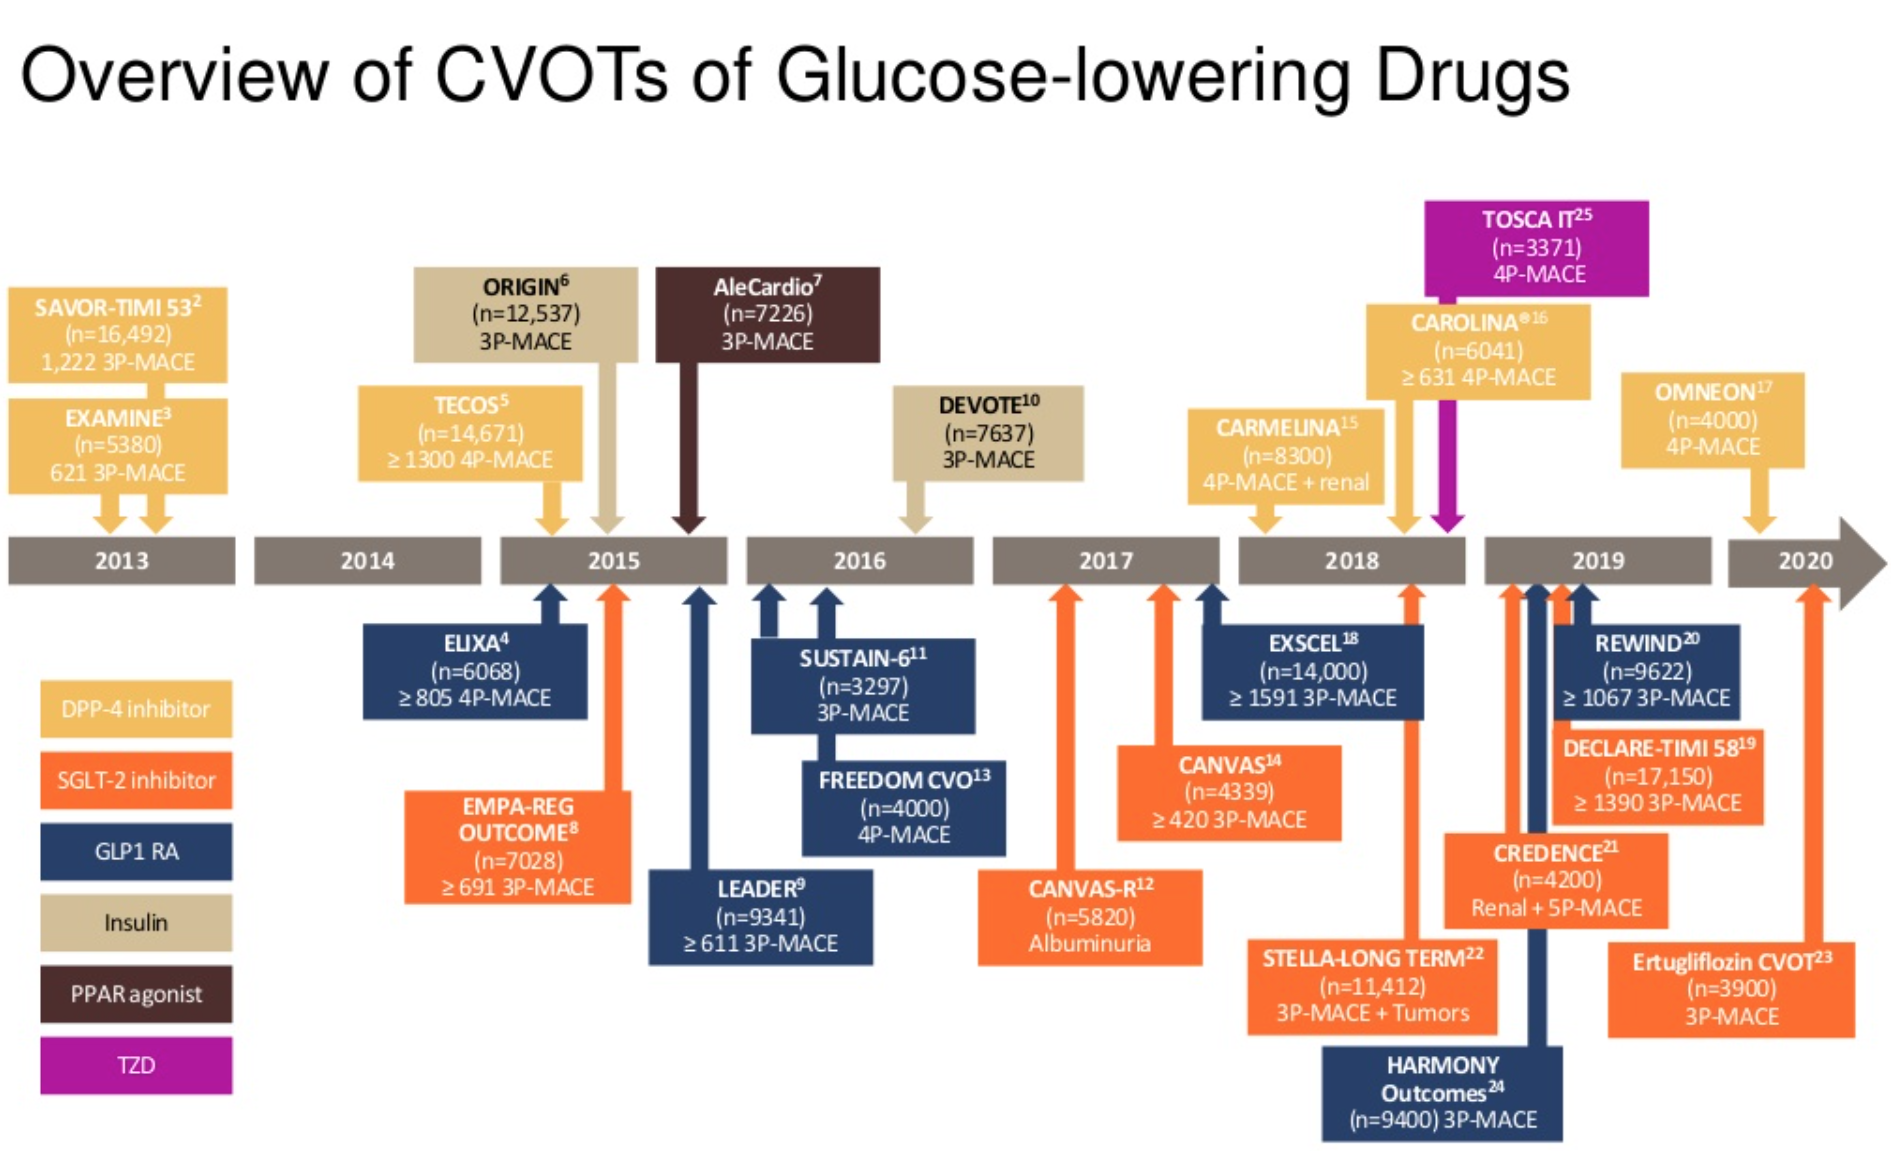 Overview of CVOTs of Glucose-lowering Drugs
TOSCA IT25
(n=3371)
4P-MACE
SAVOR-TIMI 532
(n=16,492)
1,222 3P-MACE
ORIGIN6
(n=12,537)
3P-MACE
AleCardio7
(n=7226)
3P-MACE
CAROLINA®16
(n=6041)
≥ 631 4P-MACE
EXAMINE3
(n=5380)
621 3P-MACE
TECOS5
(n=14,671)
≥ 1300 4P-MACE
DEVOTE10
(n=7637)
3P-MACE
CARMELINA15
(n=8300)
4P-MACE + renal
OMNEON17
(n=4000)
4P-MACE
2013
2014
2015
2016
2017
2018
2019
2020
ELIXA4
(n=6068)
≥ 805 4P-MACE
SUSTAIN-611
(n=3297)
3P-MACE
EXSCEL18
(n=14,000)
≥ 1591 3P-MACE
REWIND20
(n=9622)
≥ 1067 3P-MACE
DPP-4 inhibitor
SGLT-2 inhibitor
GLP1 RA
Insulin
PPAR agonist
TZD
EMPA-REG
OUTCOME8
(n=7028)
≥ 691 3P-MACE
LEADER9
(n=9341)
≥ 611 3P-MACE
FREEDOM CVO13
(n=4000)
4P-MACE
CANVAS-R12
(n=5820)
Albuminuria
CANVAS14
(n=4339)
≥ 420 3P-MACE
DECLARE-TIMI 5819
(n=17,150)
≥ 1390 3P-MACE
CREDENCE21
(n=4200)
Renal + 5P-MACE
STELLA-LONG TERM22
(n=11,412)
3P-MACE + Tumors
Ertugliflozin CVOT23
(n=3900)
3P-MACE
HARMONY
Outcomes24
(n=9400) 3P-MACE